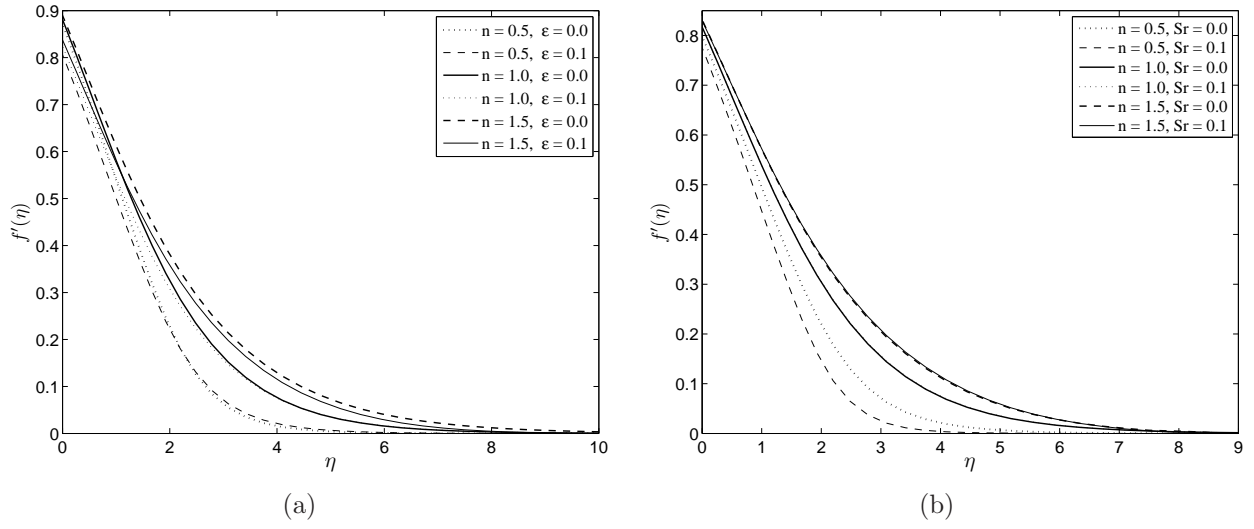 0.9
0.8
0.7
0.6
0.5
0.4
0.3
0.2
0.1
0
f′(η)
0 2 4 6 8 10
η
n = 0.5, ε = 0.0
n = 0.5, ε = 0.1
n = 1.0, ε = 0.0
n = 1.0, ε = 0.1
n = 1.5, ε = 0.0
n = 1.5, ε = 0.1
(a)
0.8
0.7
0.6
0.5
0.4
0.3
0.2
0.1
0
f′(η)
0 1 2 3 4 5 6 7 8 9
η
n = 0.5, Sr = 0.0
n = 0.5, Sr = 0.1
n = 1.0, Sr = 0.0
n = 1.0, Sr = 0.1
n = 1.5, Sr = 0.0
n = 1.5, Sr = 0.1
(b)